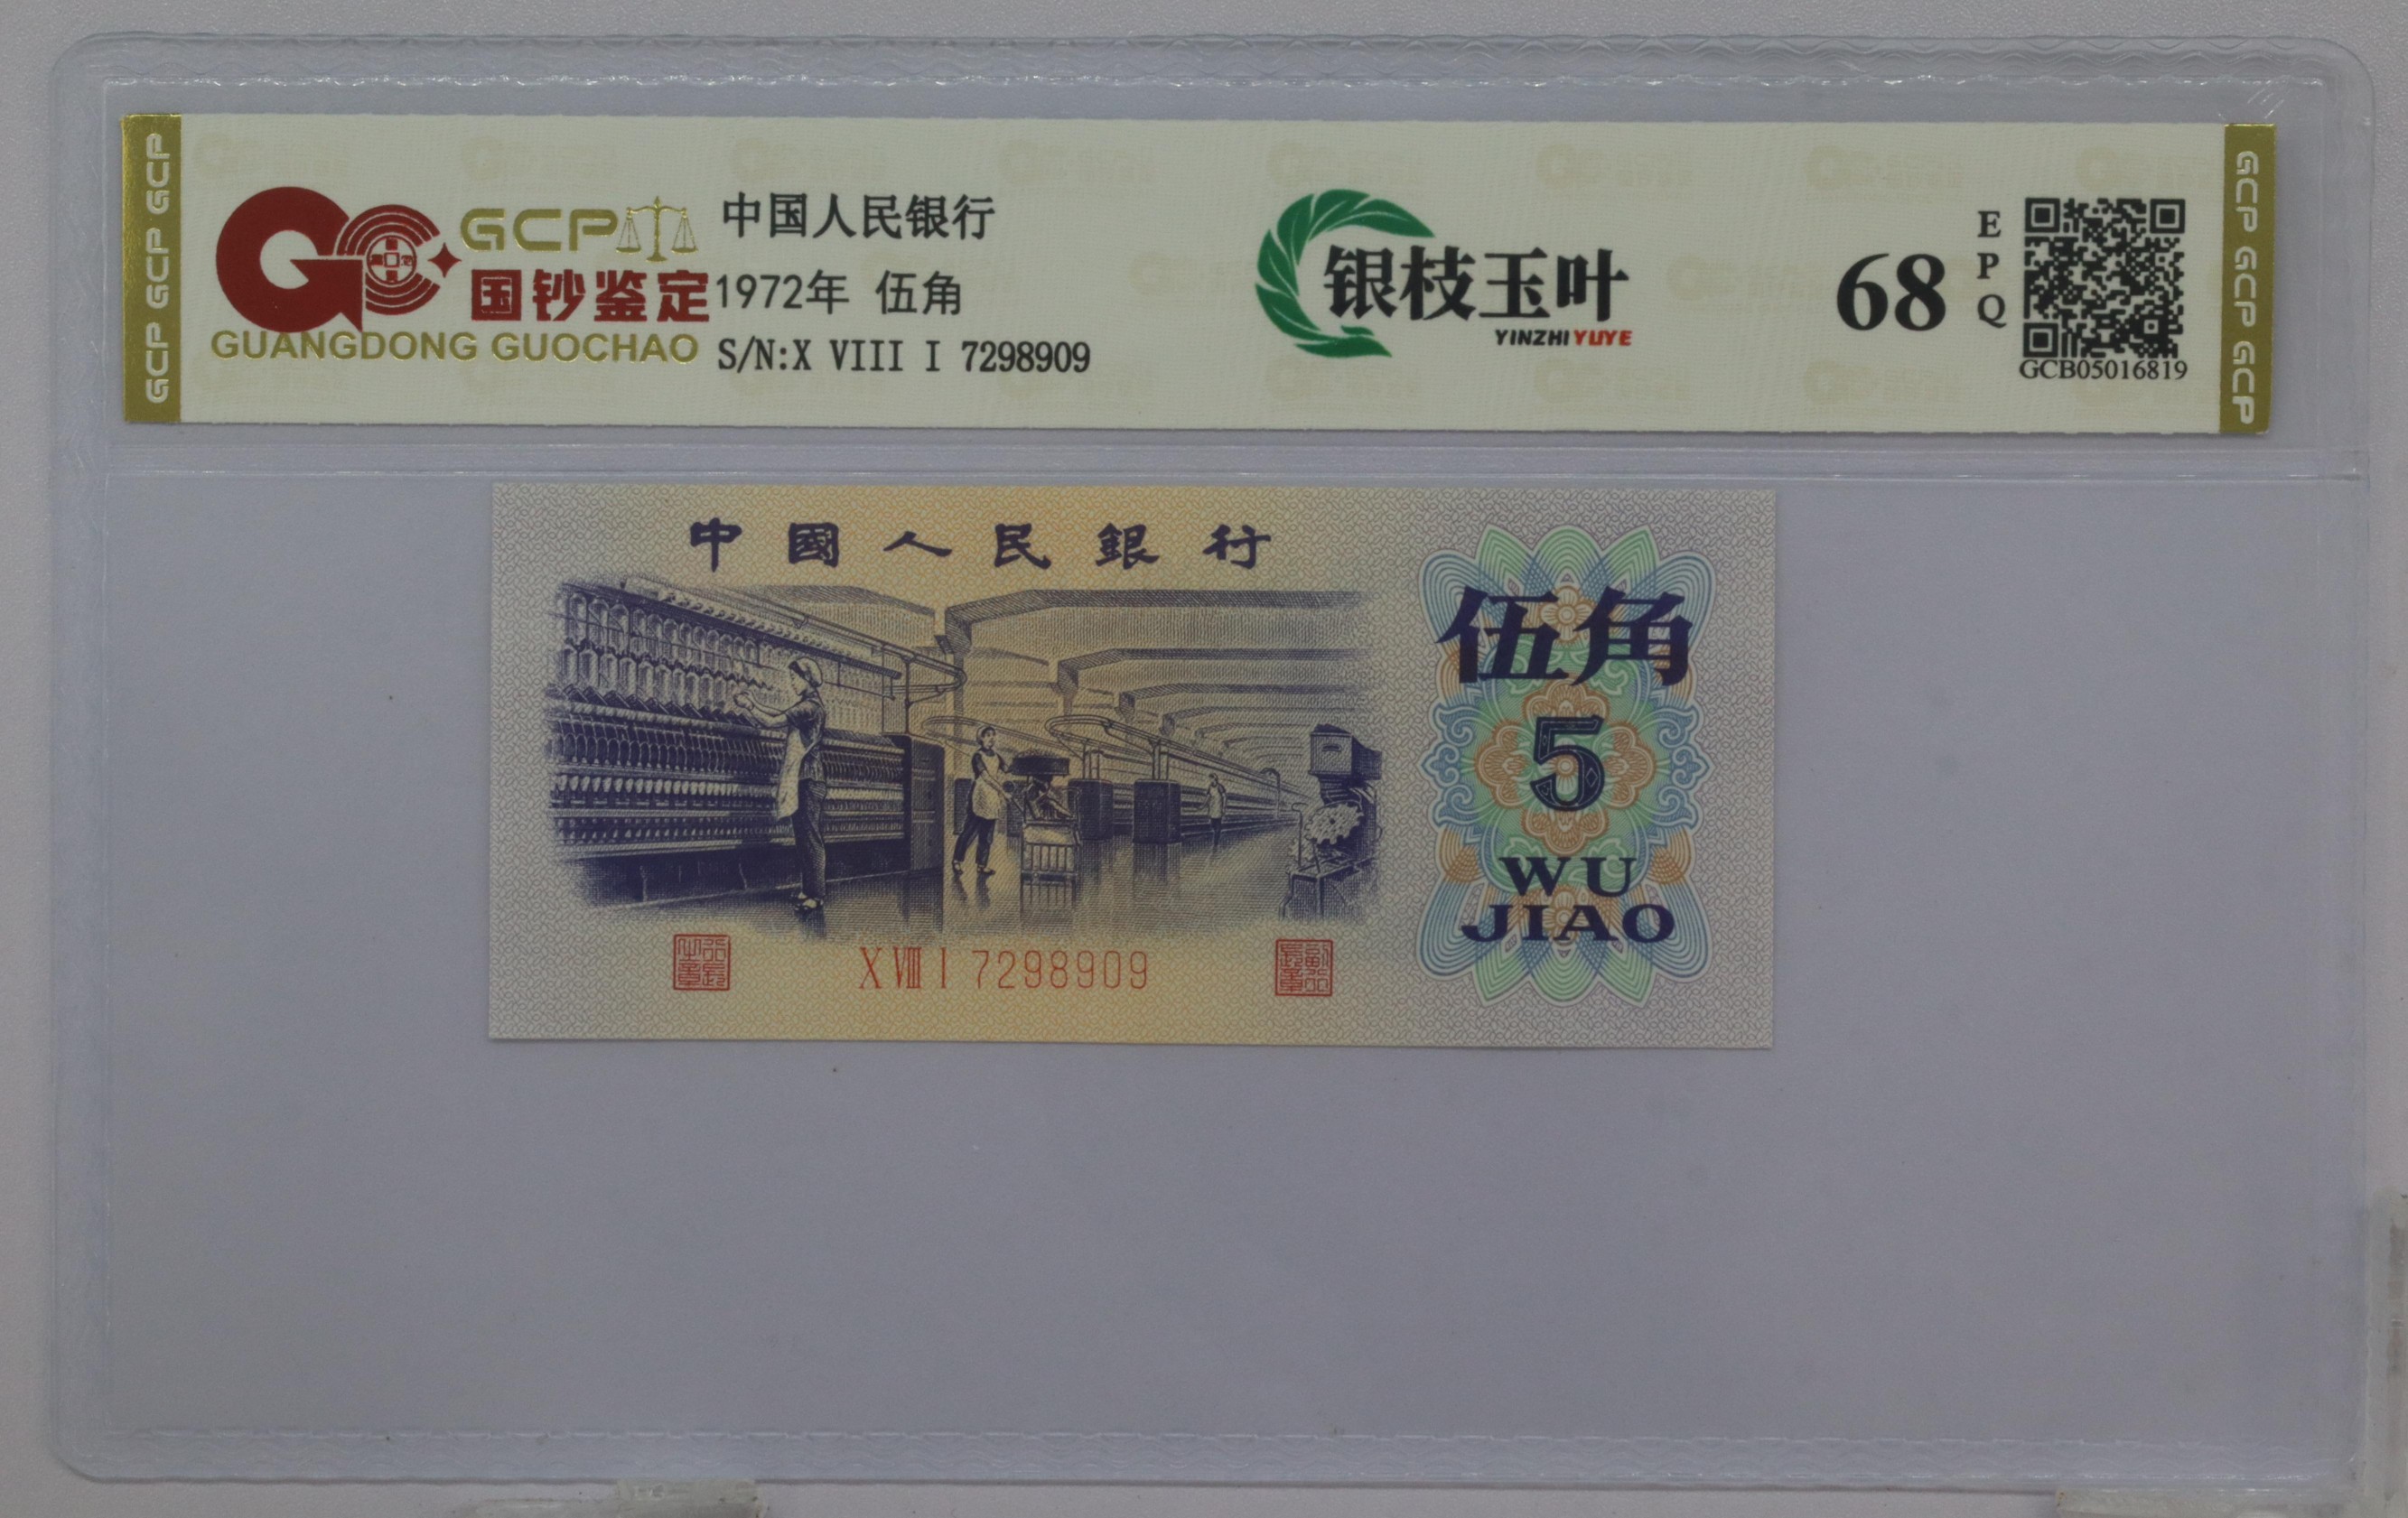 GCP GCP GCP
GCP
国钞鉴定
GUANGDONG GUOCHAO
中国人民银行
1972年 伍角
S/N:X VIII I 7298909
银枝玉叶
YINZHI YUYE
68
EPQ
GCB05016819
GCP GCP GCP
中國人民銀行
伍角
5
WU
JIAO
X VIII I 7298909